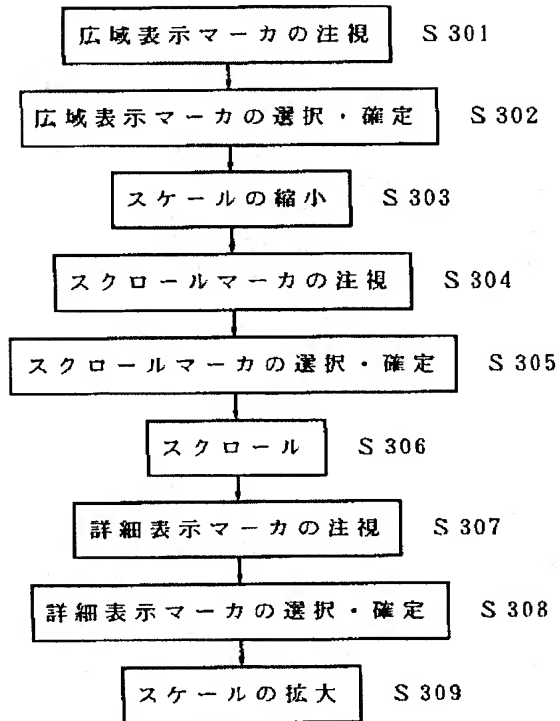 広域表示マーカの注視 S301
広域表示マーカの選択・確定 S302
スケールの縮小 S303
スクロールマーカの注視 S304
スクロールマーカの選択・確定 S305
スクロール S306
詳細表示マーカの注視 S307
詳細表示マーカの選択・確定 S308
スケールの拡大 S309